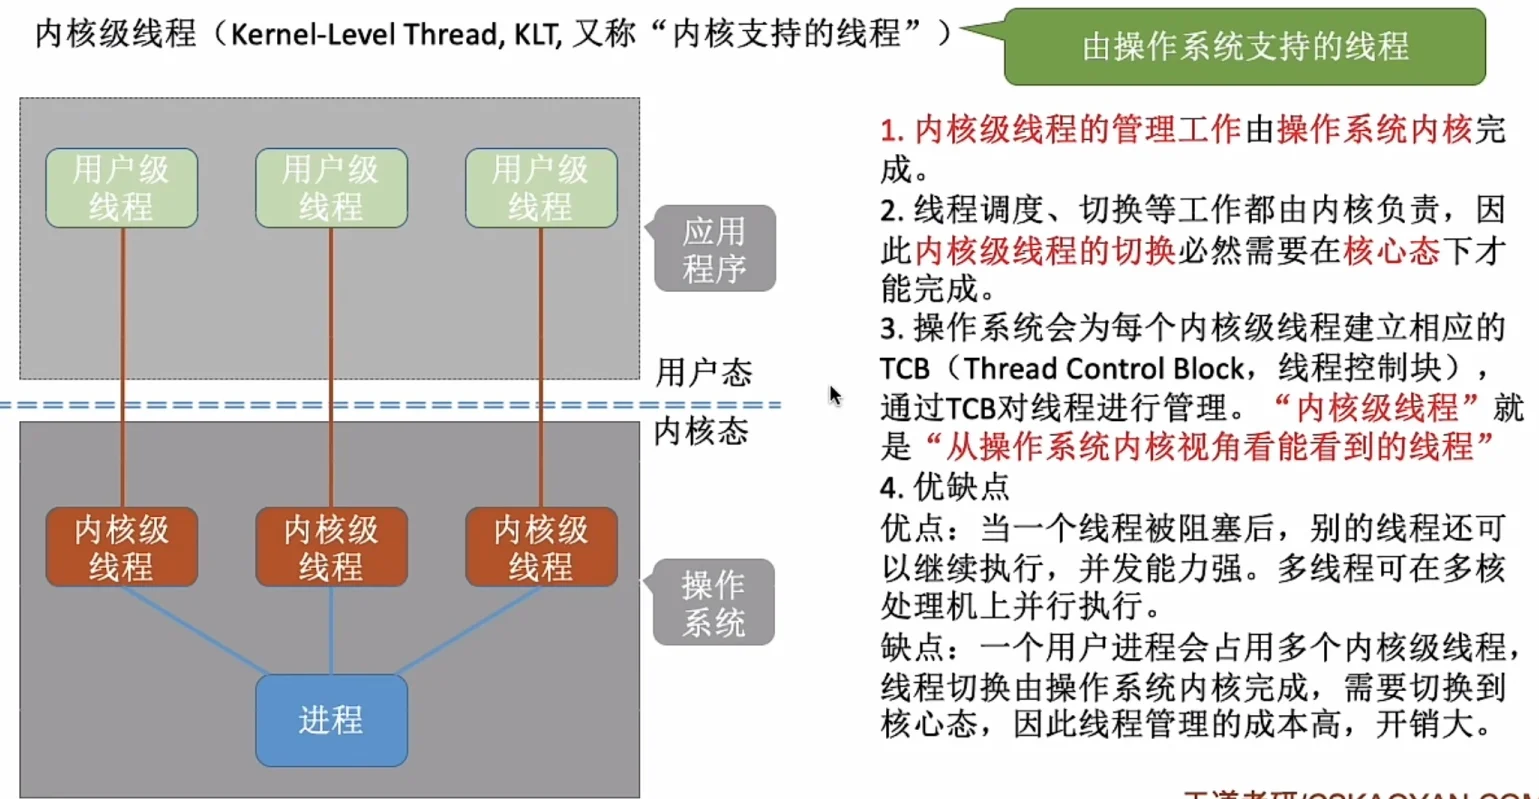 内核级线程（Kernel-Level Thread, KLT, 又称“内核支持的线程”）
由操作系统支持的线程
用户级
线程
用户级
线程
用户级
线程
应用
程序
用户态
内核态
内核级
线程
内核级
线程
内核级
线程
操作
系统
进程
1. 内核级线程的管理工作由操作系统内核完
成。
2. 线程调度、切换等工作都由内核负责，因
此内核级线程的切换必然需要在核心态下才
能完成。
3. 操作系统会为每个内核级线程建立相应的
TCB（Thread Control Block，线程控制块），
通过TCB对线程进行管理。“内核级线程”就
是“从操作系统内核视角看能看到的线程”
4. 优缺点
优点：当一个线程被阻塞后，别的线程还可
以继续执行，并发能力强。多线程可在多核
处理机上并行执行。
缺点：一个用户进程会占用多个内核级线程，
线程切换由操作系统内核完成，需要切换到
核心态，因此线程管理的成本高，开销大。